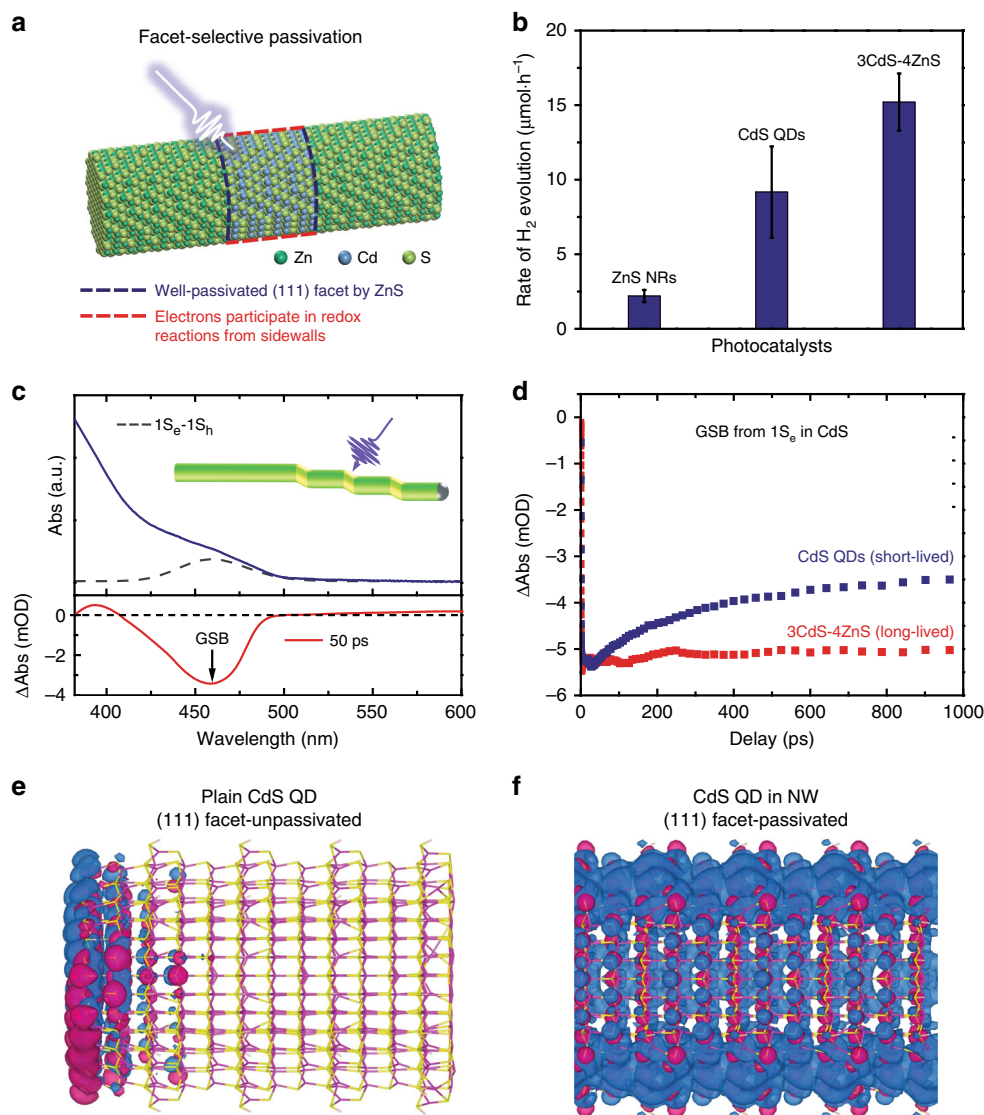 a
Facet-selective passivation
Zn Cd S
Well-passivated (111) facet by ZnS
Electrons participate in redox
reactions from sidewalls
b
20
15
10
5
0
Rate of H₂ evolution (μmol·h⁻¹)
ZnS NRs
CdS QDs
3CdS-4ZnS
Photocatalysts
c
1Sₑ-1Sₕ
Abs (a.u.)
0
−2
−4
ΔAbs (mOD)
GSB
50 ps
400 450 500 550 600
Wavelength (nm)
d
0
−1
−2
−3
−4
−5
−6
ΔAbs (mOD)
GSB from 1Sₑ in CdS
CdS QDs (short-lived)
3CdS-4ZnS (long-lived)
0 200 400 600 800 1000
Delay (ps)
e
Plain CdS QD
(111) facet-unpassivated
f
CdS QD in NW
(111) facet-passivated